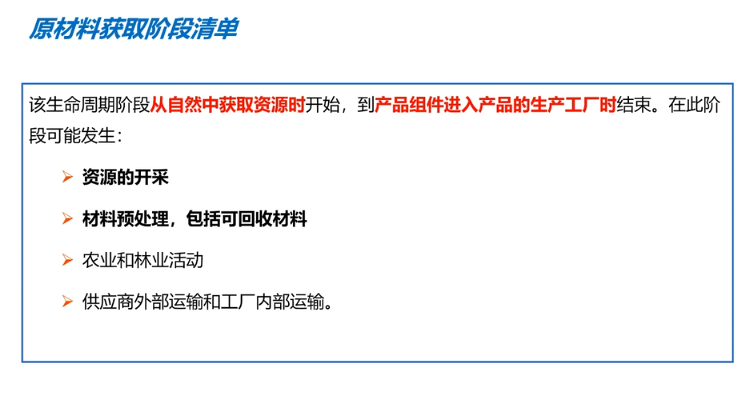 原材料获取阶段清单
该生命周期阶段从自然中获取资源时开始，到产品组件进入产品的生产工厂时结束。在此阶
段可能发生：
资源的开采
材料预处理，包括可回收材料
农业和林业活动
供应商外部运输和工厂内部运输。